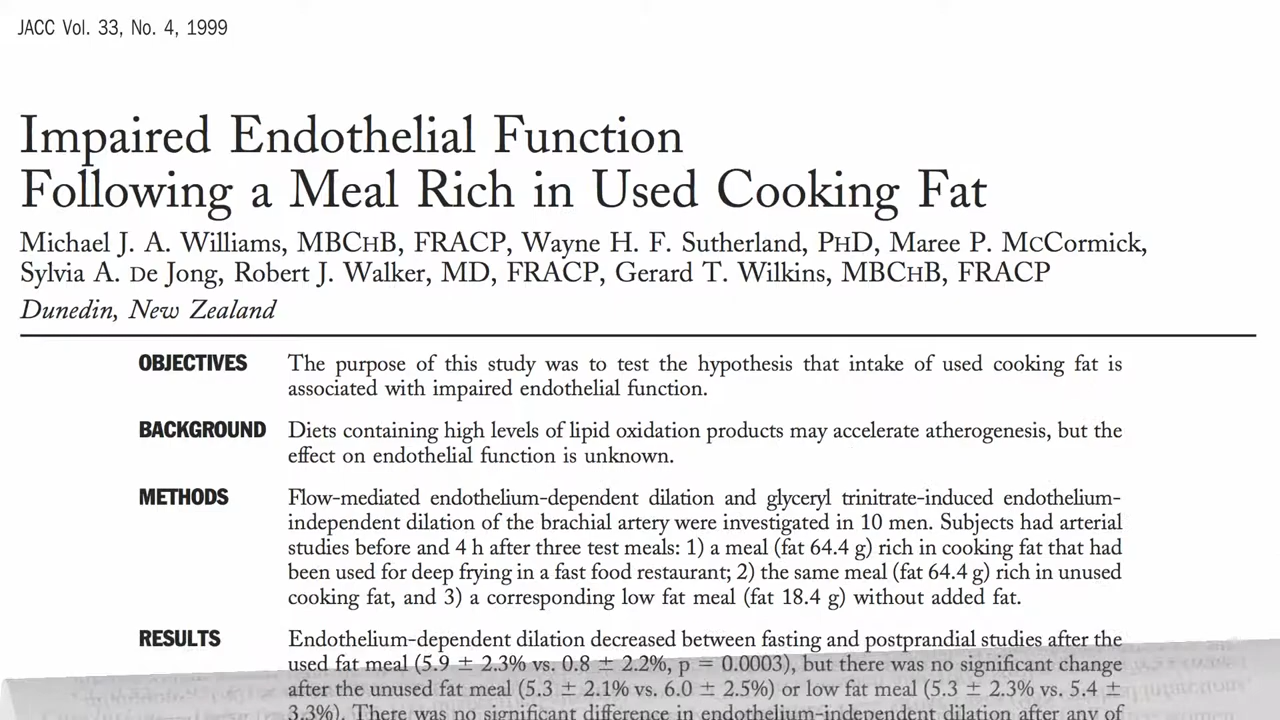 JACC Vol. 33, No. 4, 1999
Impaired Endothelial Function
Following a Meal Rich in Used Cooking Fat
Michael J. A. Williams, MBCHB, FRACP, Wayne H. F. Sutherland, PHD, Maree P. McCormick,
Sylvia A. De Jong, Robert J. Walker, MD, FRACP, Gerard T. Wilkins, MBCHB, FRACP
Dunedin, New Zealand
OBJECTIVES The purpose of this study was to test the hypothesis that intake of used cooking fat is
associated with impaired endothelial function.
BACKGROUND Diets containing high levels of lipid oxidation products may accelerate atherogenesis, but the
effect on endothelial function is unknown.
METHODS Flow-mediated endothelium-dependent dilation and glyceryl trinitrate-induced endothelium-
independent dilation of the brachial artery were investigated in 10 men. Subjects had arterial
studies before and 4 h after three test meals: 1) a meal (fat 64.4 g) rich in cooking fat that had
been used for deep frying in a fast food restaurant; 2) the same meal (fat 64.4 g) rich in unused
cooking fat, and 3) a corresponding low fat meal (fat 18.4 g) without added fat.
RESULTS Endothelium-dependent dilation decreased between fasting and postprandial studies after the
used fat meal (5.9 ± 2.3% vs. 0.8 ± 2.2%, p = 0.0003), but there was no significant change
after the unused fat meal (5.3 ± 2.1% vs. 6.0 ± 2.5%) or low fat meal (5.3 ± 2.3% vs. 5.4 ±
3.3%). There was no significant difference in endothelium-independent dilation after any of